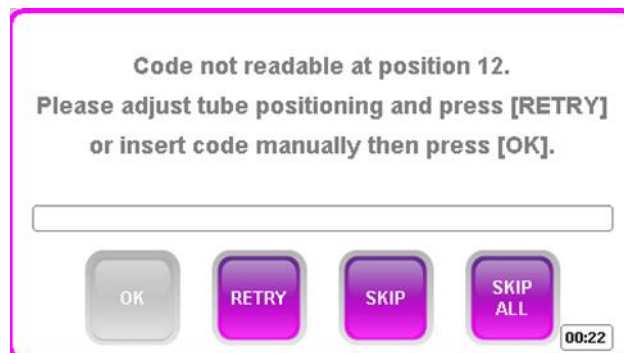 Code not readable at position 12.
Please adjust tube positioning and press [RETRY]
or insert code manually then press [OK].
OK
RETRY
SKIP
SKIP
ALL
00:22